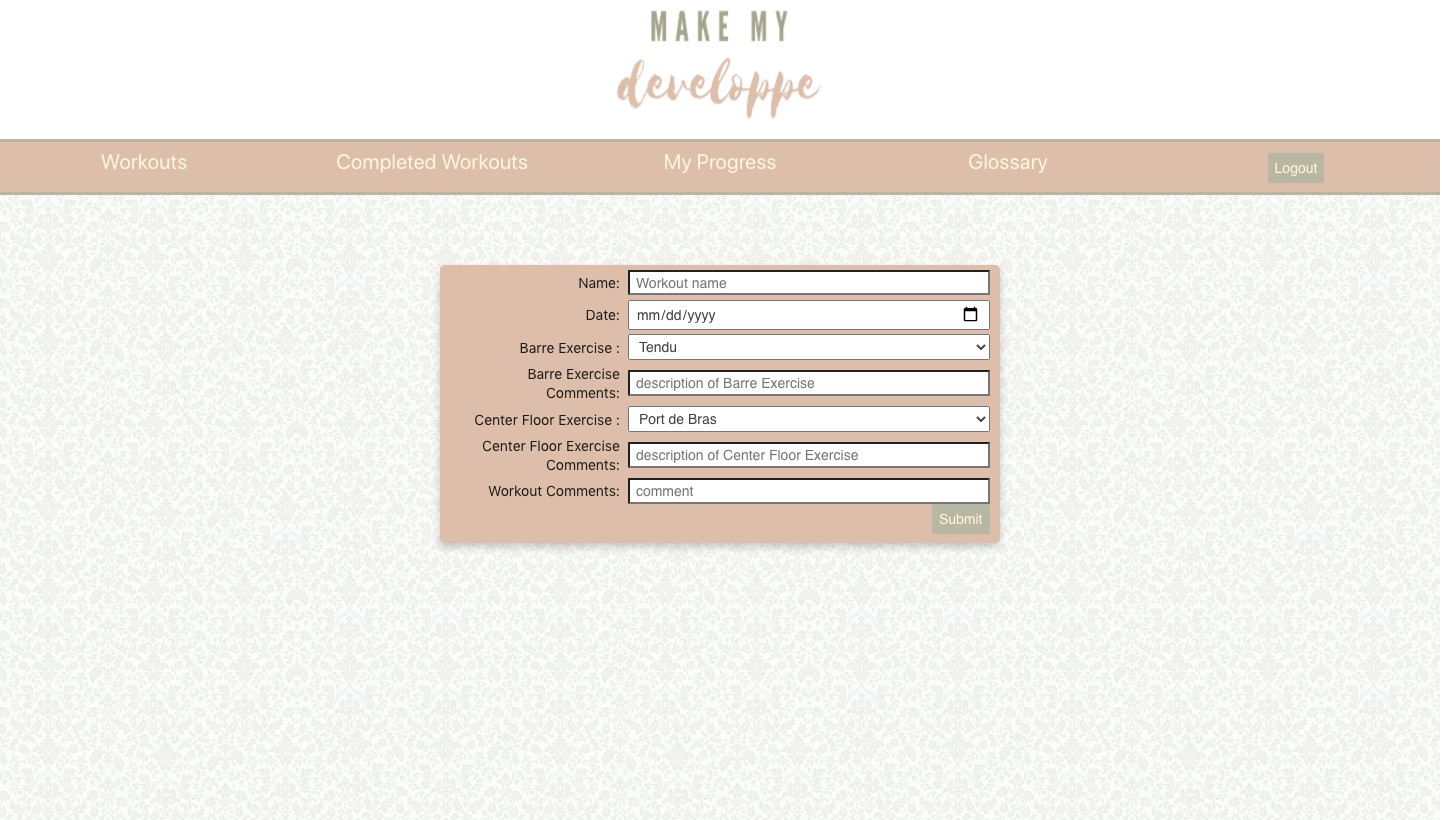 MAKE MY
developpe
Workouts Completed Workouts My Progress Glossary Logout
Name: Workout name
Date: mm/dd/yyyy
Barre Exercise : Tendu
Barre Exercise
Comments: description of Barre Exercise
Center Floor Exercise : Port de Bras
Center Floor Exercise
Comments: description of Center Floor Exercise
Workout Comments: comment
Submit